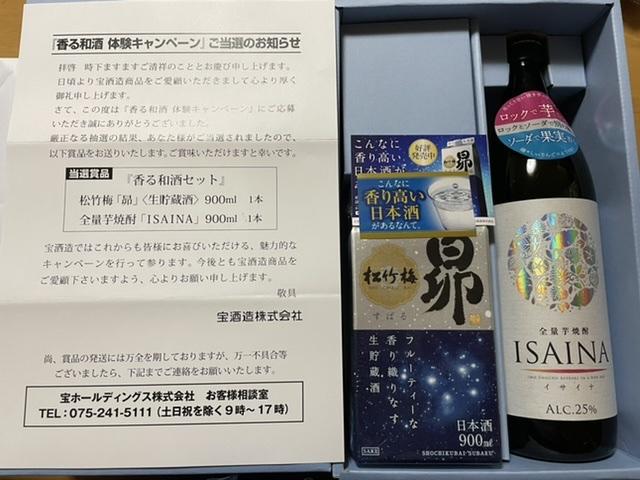 『香る和酒 体験キャンペーン』ご当選のお知らせ
拝啓 時下ますますご清祥のこととお慶び申し上げます。
日頃より宝酒造商品をご愛顧いただきまして心より厚く
御礼申し上げます。
さて、この度は『香る和酒 体験キャンペーン』にご応募
いただき誠にありがとうございました。
厳正なる抽選の結果、あなた様がご当選されましたので、
以下賞品をお送りいたします。ご賞味いただけますと幸いです。
当選賞品
『香る和酒セット』
松竹梅「昴」〈生貯蔵酒〉900ml 1本
全量芋焼酎「ISAINA」900ml 1本
宝酒造ではこれからも皆様にお喜びいただける、魅力的な
キャンペーンを行って参ります。今後とも宝酒造商品を
ご愛顧下さいますよう、心よりお願い申し上げます。
敬具
宝酒造株式会社
尚、賞品の発送には万全を期しておりますが、万一不具合等
ございましたら、下記までご連絡をお願いいたします。
宝ホールディングス株式会社 お客様相談室
TEL：075-241-5111（土日祝を除く9時～17時）
こんなに
香り高い
日本酒が
好評
発売中
昴
こんなに
香り高い
日本酒
があるなんて。
松竹梅
昴
すばる
フルーティーな
香り織りなす
生貯蔵酒
日本酒
900ml
SAKE
SHOCHIKUBAI "SUBARU"
ロックで芋
ソーダで果実
全量芋焼酎
ISAINA
イサイナ
ALC.25%